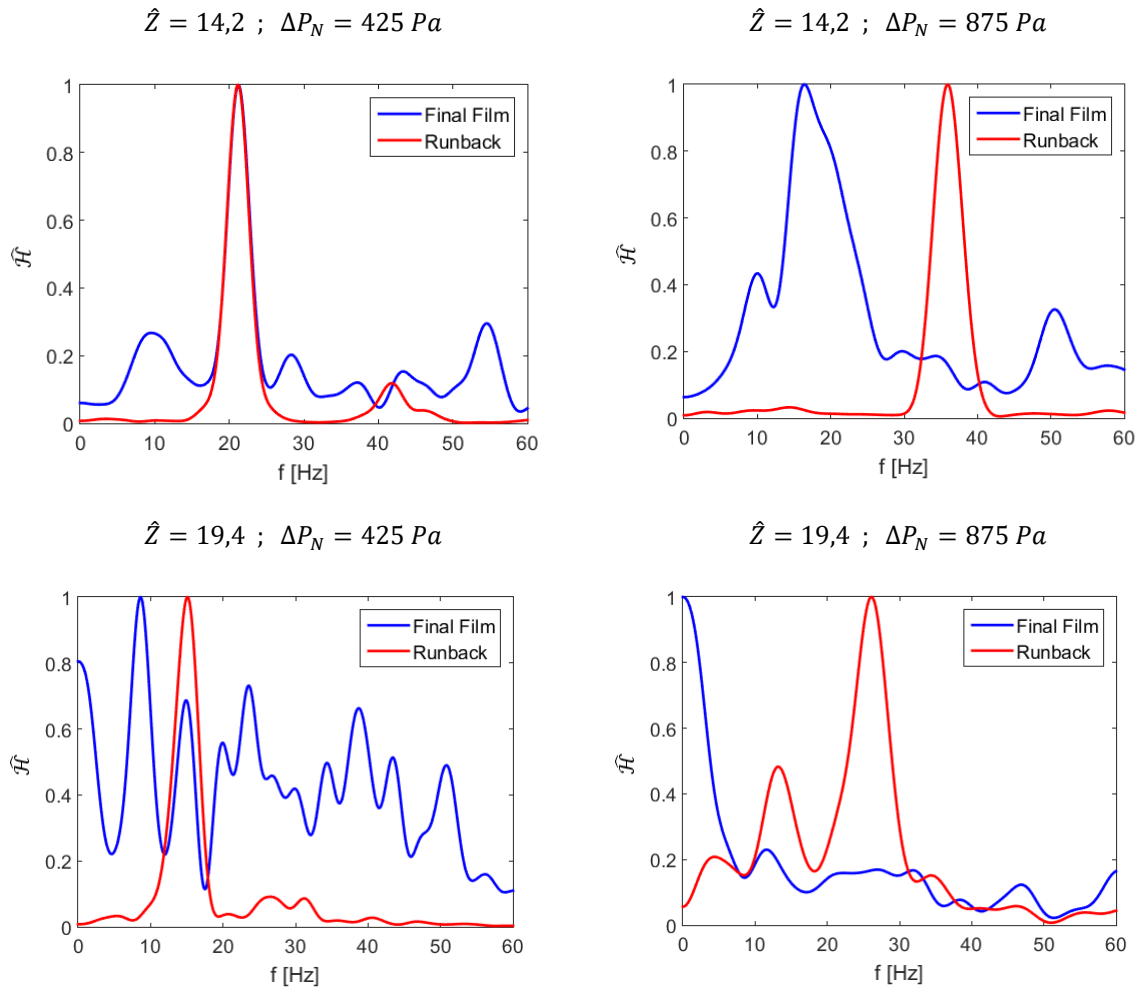 Ẑ = 14,2 ; ΔP_N = 425 Pa
1
0.8
0.6
0.4
0.2
0
ℋ̂
Final Film
Runback
0 10 20 30 40 50 60
f [Hz]
Ẑ = 14,2 ; ΔP_N = 875 Pa
1
0.8
0.6
0.4
0.2
0
ℋ̂
Final Film
Runback
0 10 20 30 40 50 60
f [Hz]
Ẑ = 19,4 ; ΔP_N = 425 Pa
1
0.8
0.6
0.4
0.2
0
ℋ̂
Final Film
Runback
0 10 20 30 40 50 60
f [Hz]
Ẑ = 19,4 ; ΔP_N = 875 Pa
1
0.8
0.6
0.4
0.2
0
ℋ̂
Final Film
Runback
0 10 20 30 40 50 60
f [Hz]